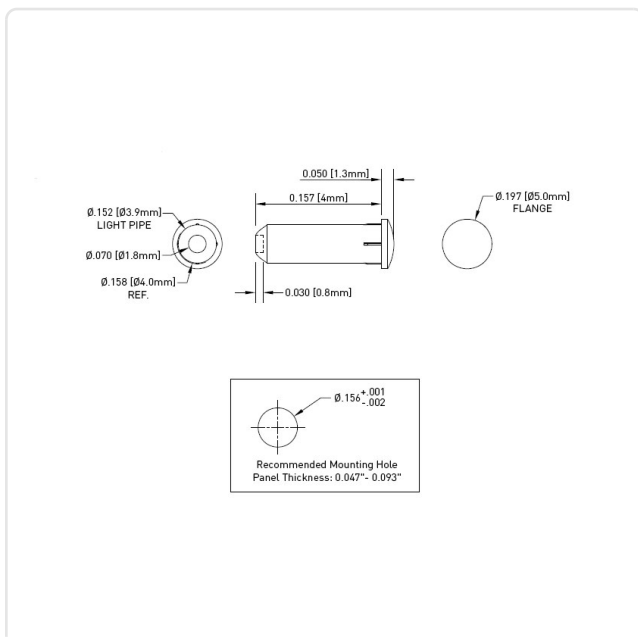 0.050 [1.3mm]
0.157 [4mm]
Ø.197 [Ø5.0mm]
FLANGE
Ø.152 [Ø3.9mm]
LIGHT PIPE
Ø.070 [Ø1.8mm]
Ø.158 [Ø4.0mm]
REF.
0.030 [0.8mm]
Ø.156 +.001
-.002
Recommended Mounting Hole
Panel Thickness: 0.047"- 0.093"